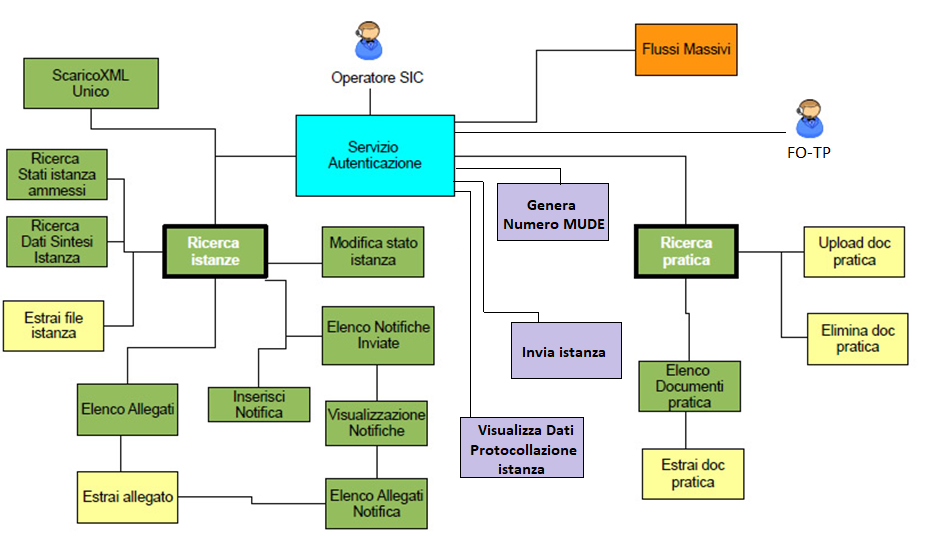 Operatore SIC
Flussi Massivi
ScaricoXML
Unico
FO-TP
Servizio
Autenticazione
Ricerca
Stati istanza
ammessi
Genera
Numero MUDE
Ricerca
Dati Sintesi
Istanza
Ricerca
istanze
Modifica stato
istanza
Ricerca
pratica
Upload doc
pratica
Estrai file
istanza
Elenco Notifiche
Inviate
Invia istanza
Elimina doc
pratica
Elenco Allegati
Inserisci
Notifica
Visualizzazione
Notifiche
Elenco
Documenti
pratica
Visualizza Dati
Protocollazione
istanza
Estrai allegato
Elenco Allegati
Notifica
Estrai doc
pratica